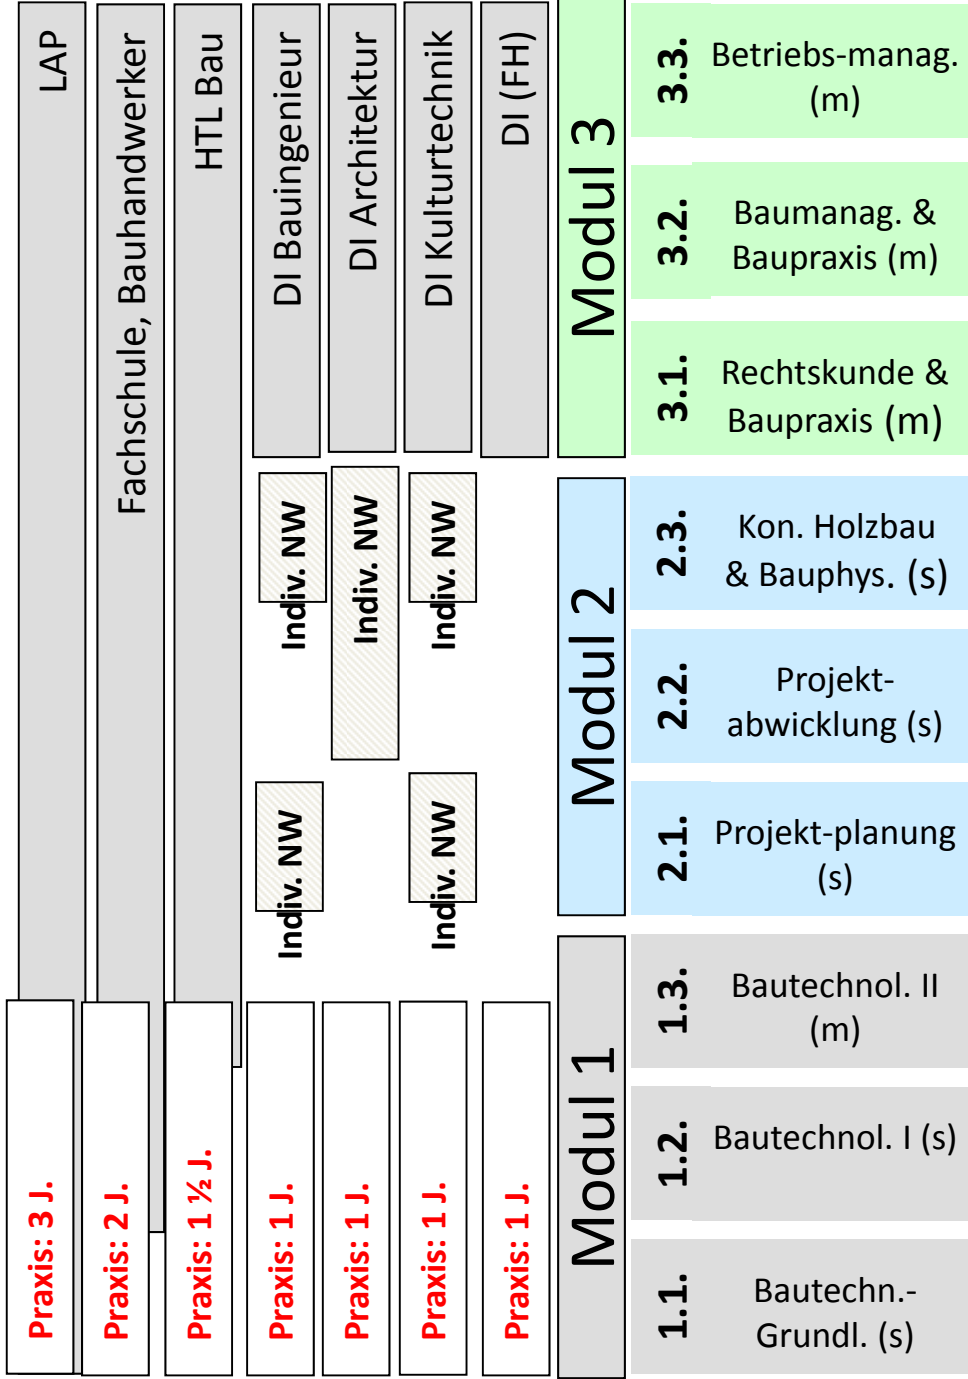 LAP
Fachschule, Bauhandwerker
HTL Bau
DI Bauingenieur
DI Architektur
DI Kulturtechnik
DI (FH)
Indiv. NW
Indiv. NW
Indiv. NW
Indiv. NW
Indiv. NW
Praxis: 3 J.
Praxis: 2 J.
Praxis: 1 ½ J.
Praxis: 1 J.
Praxis: 1 J.
Praxis: 1 J.
Praxis: 1 J.
Modul 3
3.3.
Betriebs-manag.
(m)
3.2.
Baumanag. &
Baupraxis (m)
3.1.
Rechtskunde &
Baupraxis (m)
Modul 2
2.3.
Kon. Holzbau
& Bauphys. (s)
2.2.
Projekt-
abwicklung (s)
2.1.
Projekt-planung
(s)
Modul 1
1.3.
Bautechnol. II
(m)
1.2.
Bautechnol. I (s)
1.1.
Bautechn.-
Grundl. (s)